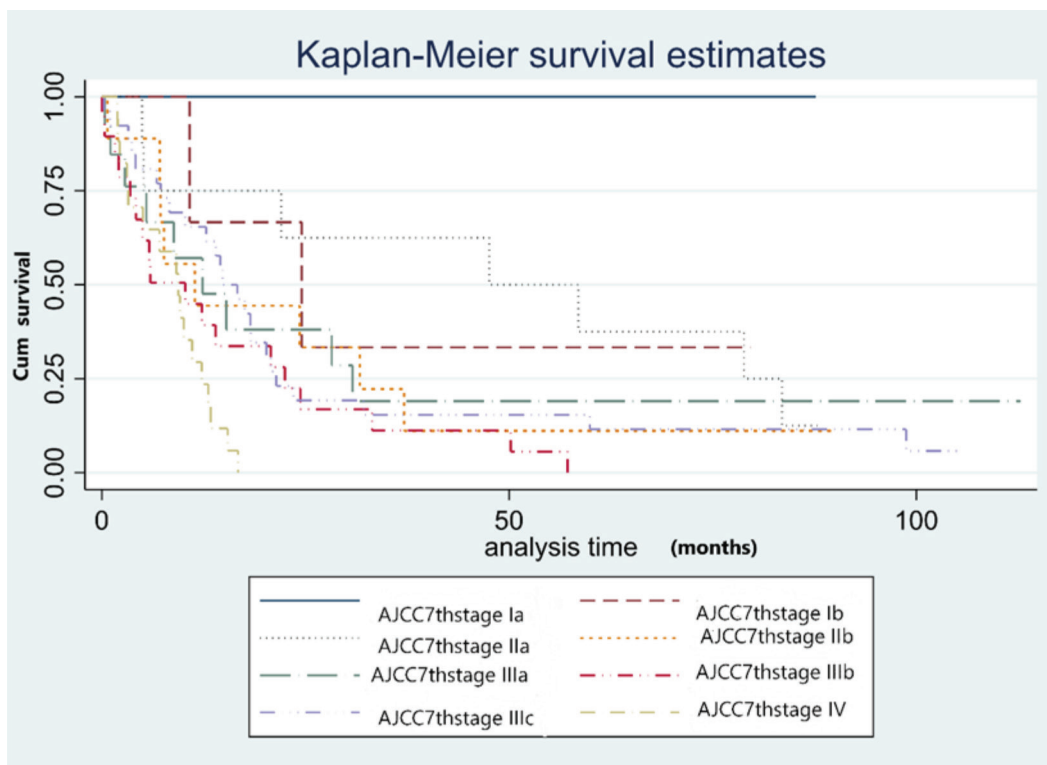 Kaplan-Meier survival estimates
1.00
0.75
0.50
0.25
0.00
Cum survival
0 50 100
analysis time (months)
AJCC7thstage Ia AJCC7thstage Ib
AJCC7thstage IIa AJCC7thstage IIb
AJCC7thstage IIIa AJCC7thstage IIIb
AJCC7thstage IIIc AJCC7thstage IV